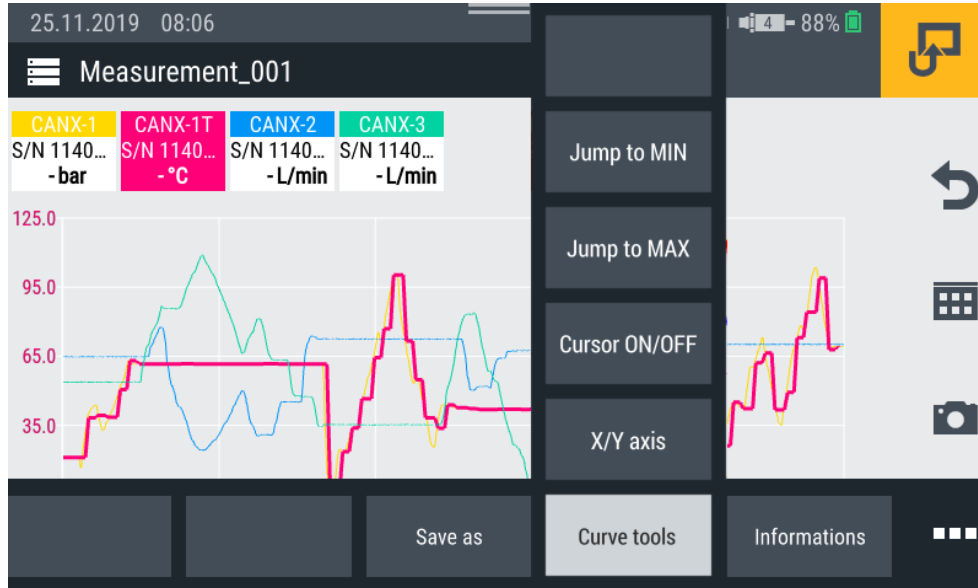 25.11.2019 08:06
4 88%
Measurement_001
CANX-1 CANX-1T CANX-2 CANX-3
S/N 1140... S/N 1140... S/N 1140... S/N 1140...
- bar - °C - L/min - L/min
125.0
95.0
65.0
35.0
Jump to MIN
Jump to MAX
Cursor ON/OFF
X/Y axis
Save as Curve tools Informations